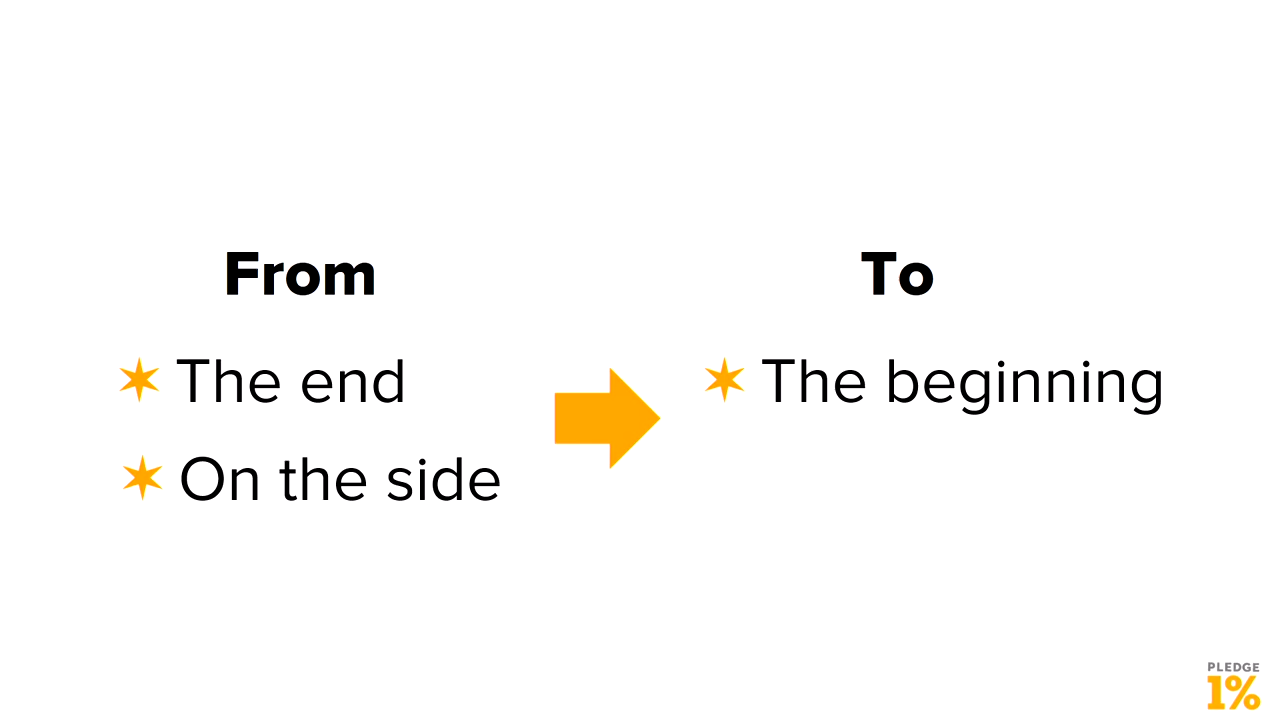 From
The end
On the side
To
The beginning
PLEDGE
1%